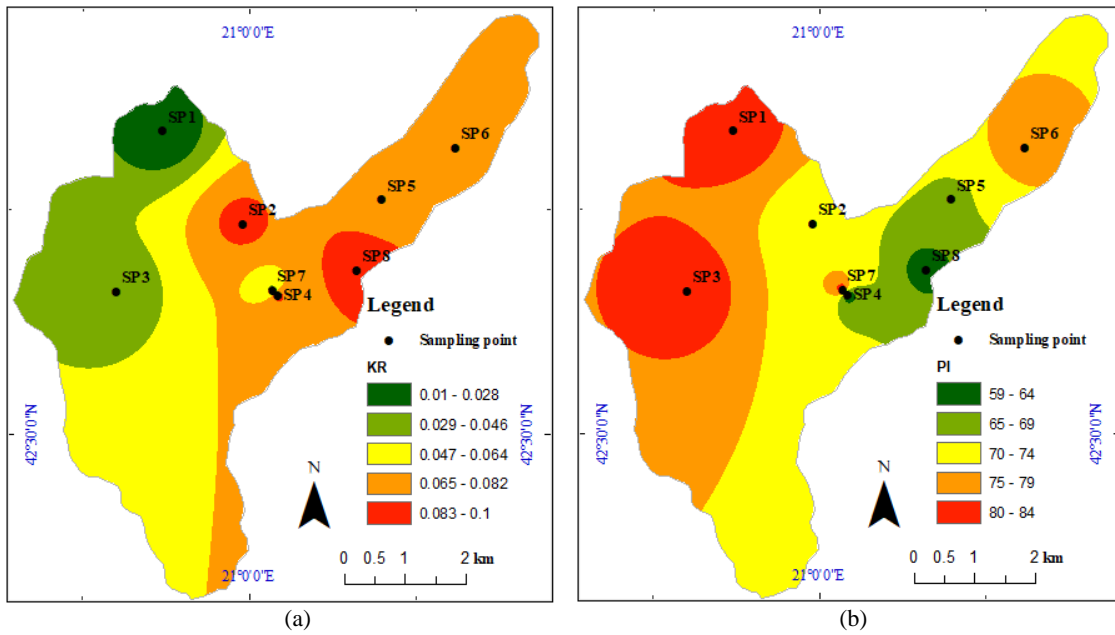 21°0'0"E
SP1
SP6
SP5
SP2
SP8
SP3
SP7
SP4
Legend
Sampling point
KR
0.01 - 0.028
0.029 - 0.046
0.047 - 0.064
0.065 - 0.082
0.083 - 0.1
42°30'0"N
42°30'0"N
N
0 0.5 1 2 km
21°0'0"E
(a)
21°0'0"E
SP1
SP6
SP5
SP2
SP8
SP3
SP7
SP4
Legend
Sampling point
PI
59 - 64
65 - 69
70 - 74
75 - 79
80 - 84
42°30'0"N
42°30'0"N
N
0 0.5 1 2 km
21°0'0"E
(b)